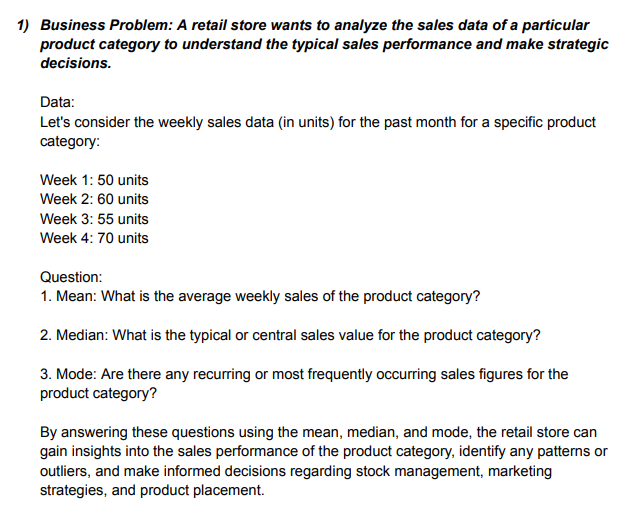 1) Business Problem: A retail store wants to analyze the sales data of a particular
product category to understand the typical sales performance and make strategic
decisions.
Data:
Let's consider the weekly sales data (in units) for the past month for a specific product
category:
Week 1: 50 units
Week 2: 60 units
Week 3: 55 units
Week 4: 70 units
Question:
1. Mean: What is the average weekly sales of the product category?
2. Median: What is the typical or central sales value for the product category?
3. Mode: Are there any recurring or most frequently occurring sales figures for the
product category?
By answering these questions using the mean, median, and mode, the retail store can
gain insights into the sales performance of the product category, identify any patterns or
outliers, and make informed decisions regarding stock management, marketing
strategies, and product placement.